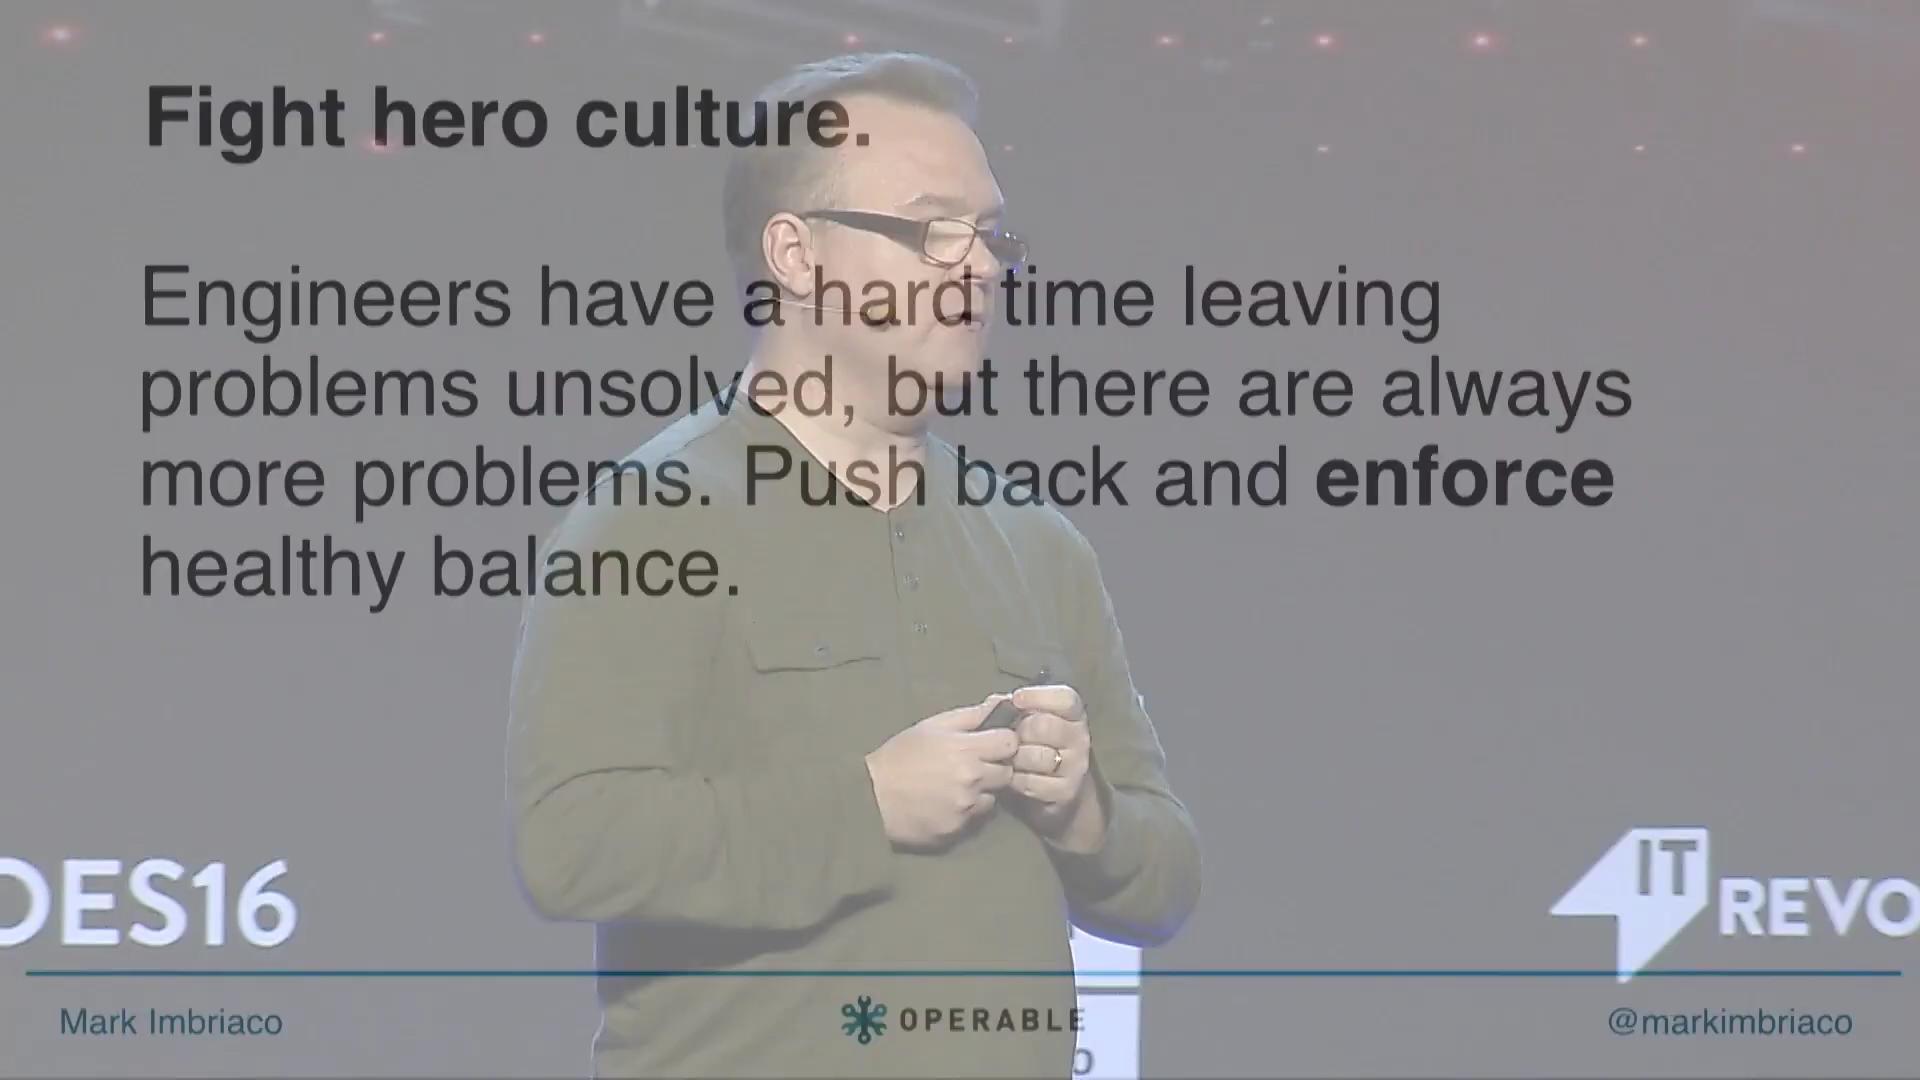 Fight hero culture.
Engineers have a hard time leaving
problems unsolved, but there are always
more problems. Push back and enforce
healthy balance.
OES16
IT REVO
Mark Imbriaco
OPERABLE
@markimbriaco